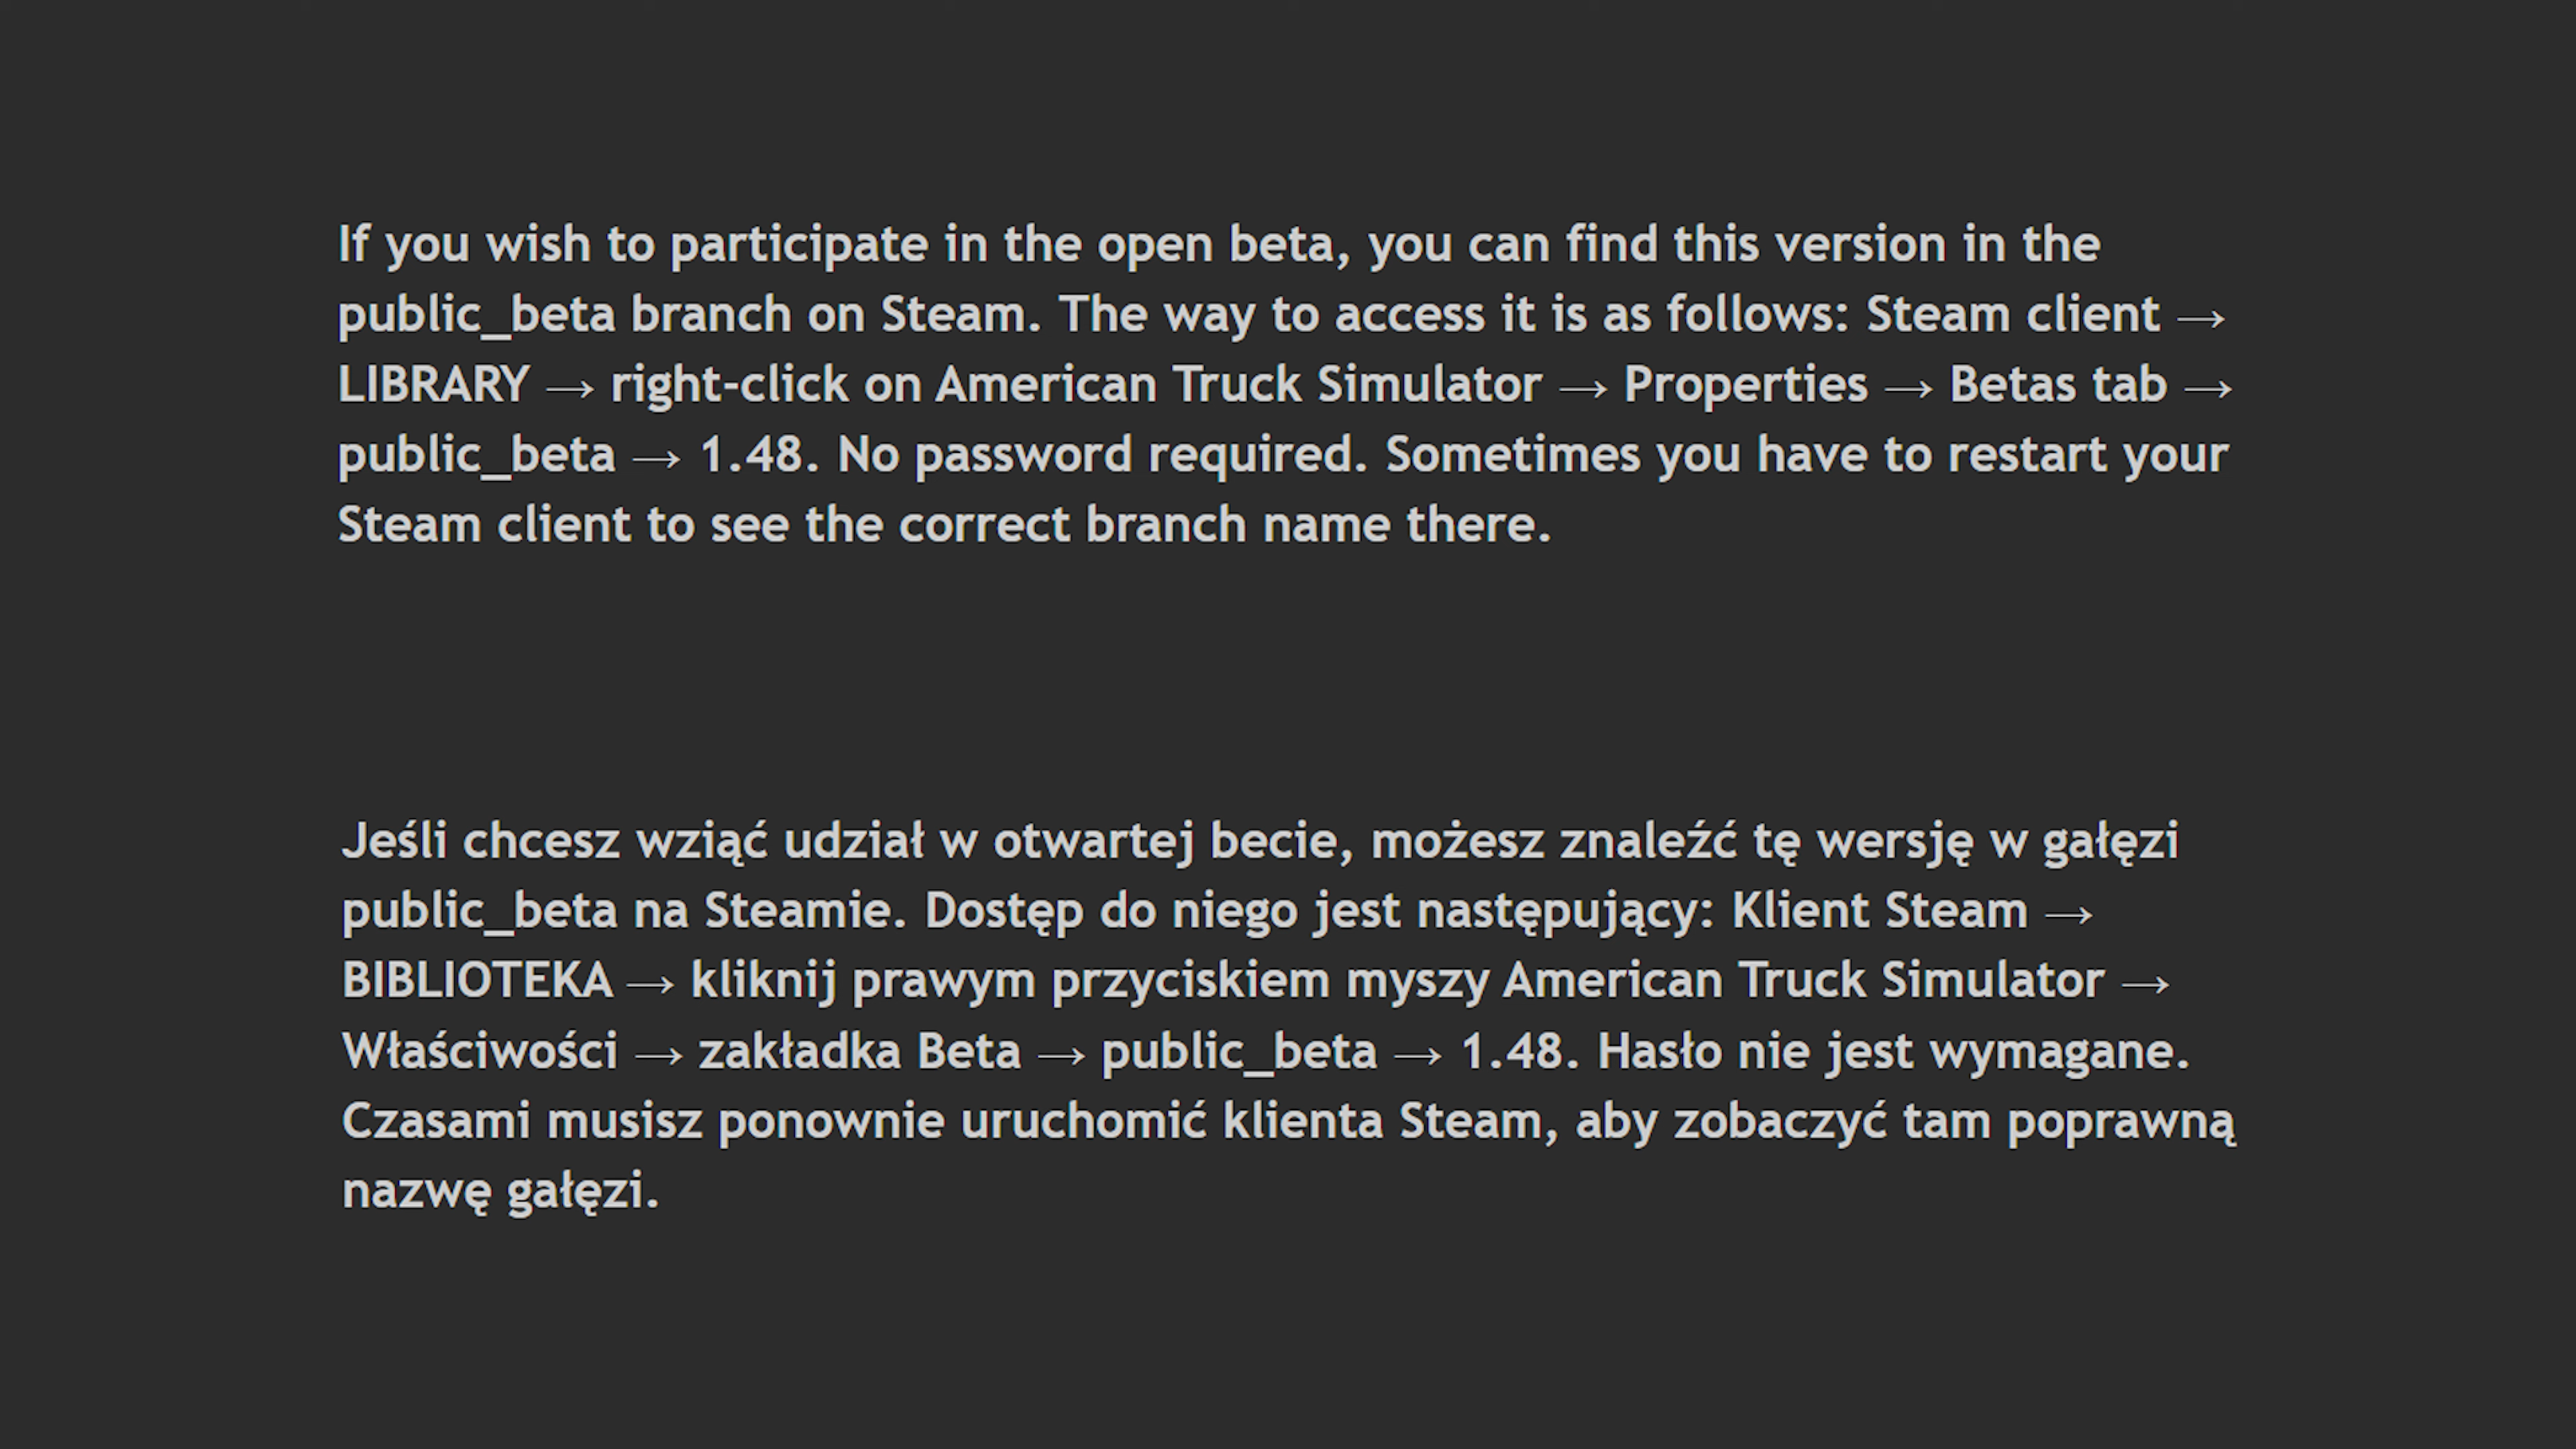 If you wish to participate in the open beta, you can find this version in the
public_beta branch on Steam. The way to access it is as follows: Steam client →
LIBRARY → right-click on American Truck Simulator → Properties → Betas tab →
public_beta → 1.48. No password required. Sometimes you have to restart your
Steam client to see the correct branch name there.
Jeśli chcesz wziąć udział w otwartej becie, możesz znaleźć tę wersję w gałęzi
public_beta na Steamie. Dostęp do niego jest następujący: Klient Steam →
BIBLIOTEKA → kliknij prawym przyciskiem myszy American Truck Simulator →
Właściwości → zakładka Beta → public_beta → 1.48. Hasło nie jest wymagane.
Czasami musisz ponownie uruchomić klienta Steam, aby zobaczyć tam poprawną
nazwę gałęzi.